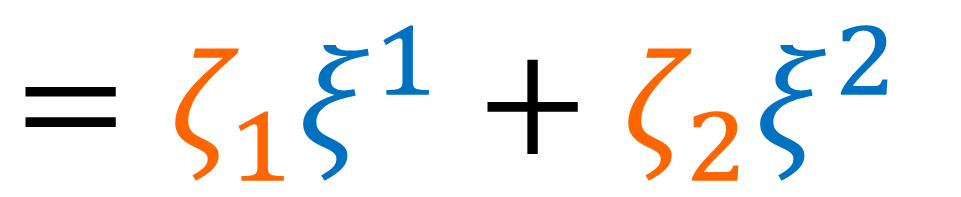 = ζ₁ξ¹ + ζ₂ξ²